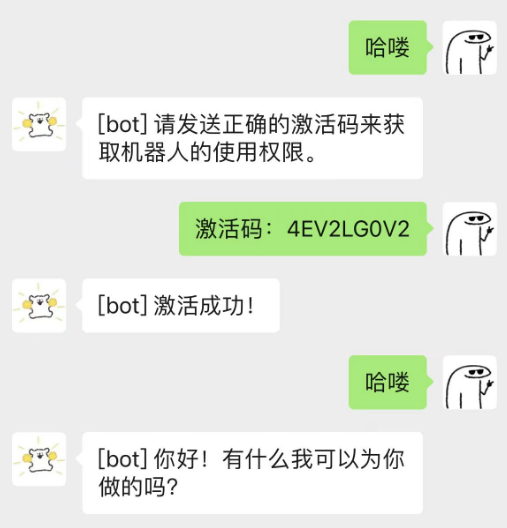 哈喽
[bot] 请发送正确的激活码来获
取机器人的使用权限。
激活码：4EV2LG0V2
[bot] 激活成功！
哈喽
[bot] 你好！有什么我可以为你
做的吗？